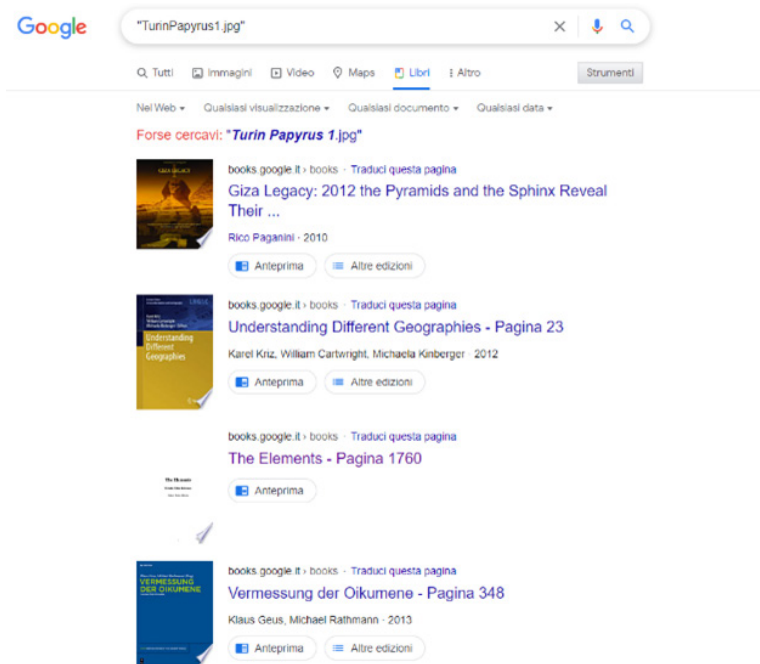 Google
"TurinPapyrus1.jpg"
Tutti Immagini Video Maps Libri Altro Strumenti
Nel Web Qualsiasi visualizzazione Qualsiasi documento Qualsiasi data
Forse cercavi: "Turin Papyrus 1.jpg"
GIZA LEGACY
books.google.it › books · Traduci questa pagina
Giza Legacy: 2012 the Pyramids and the Sphinx Reveal
Their ...
Rico Paganini · 2010
Anteprima Altre edizioni
books.google.it › books · Traduci questa pagina
Understanding Different Geographies - Pagina 23
Karel Kriz, William Cartwright, Michaela Kinberger · 2012
Understanding
Different
Geographies
Anteprima Altre edizioni
books.google.it › books · Traduci questa pagina
The Elements - Pagina 1760
The Elements
Anteprima
books.google.it › books · Traduci questa pagina
Vermessung der Oikumene - Pagina 348
VERMESSUNG
DER OIKUMENE
Klaus Geus, Michael Rathmann · 2013
Anteprima Altre edizioni